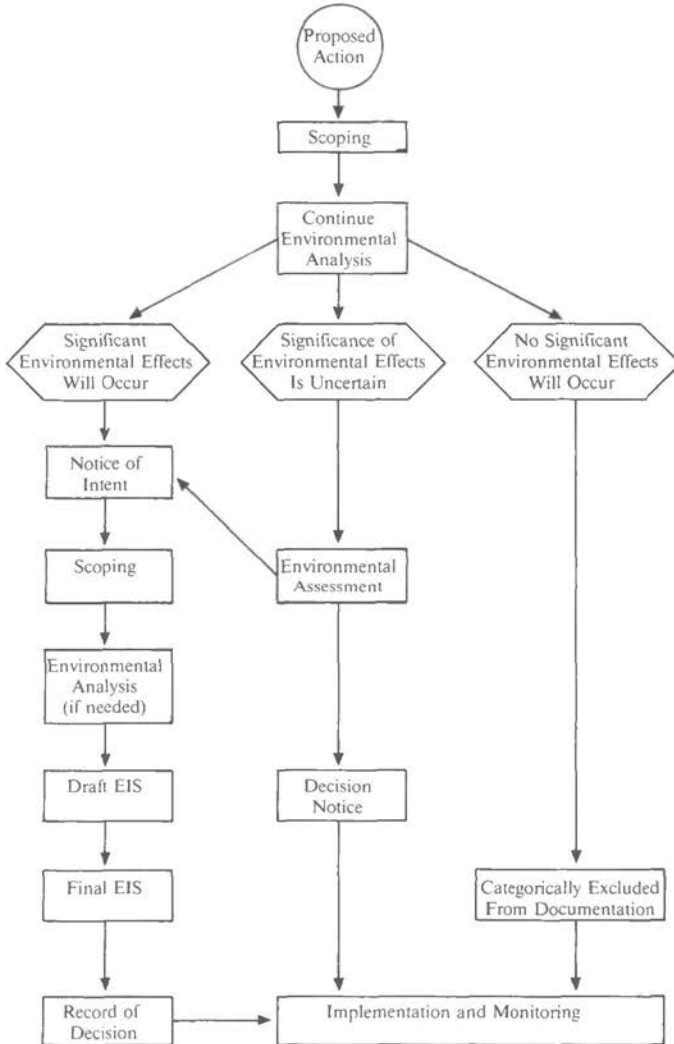 Proposed
Action
Scoping
Continue
Environmental
Analysis
Significant
Environmental Effects
Will Occur
Significance of
Environmental Effects
Is Uncertain
No Significant
Environmental Effects
Will Occur
Notice of
Intent
Scoping
Environmental
Assessment
Environmental
Analysis
(if needed)
Draft EIS
Decision
Notice
Final EIS
Categorically Excluded
From Documentation
Record of
Decision
Implementation and Monitoring